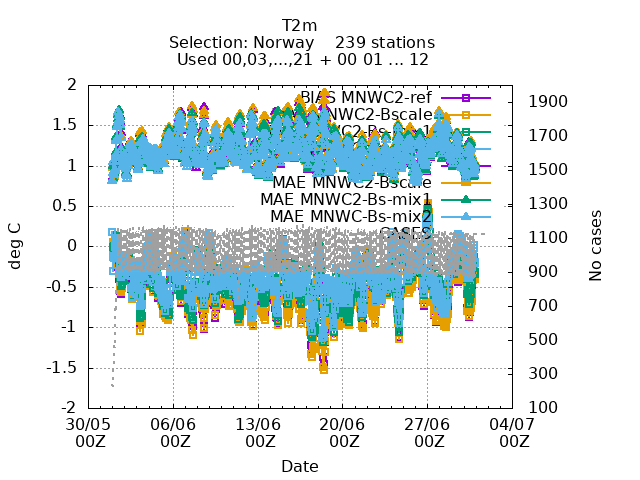 T2m
Selection: Norway 239 stations
Used 00,03,...,21 + 00 01 ... 12
deg C
No cases
2
1.5
1
0.5
0
-0.5
-1
-1.5
-2
1900
1700
1500
1300
1100
900
700
500
300
100
BIAS MNWC2-ref
MNWC2-Bscale
MAE MNWC2-Bscale
MAE MNWC2-Bs-mix1
MAE MNWC-Bs-mix2
CASES
30/05 06/06 13/06 20/06 27/06 04/07
00Z 00Z 00Z 00Z 00Z 00Z
Date